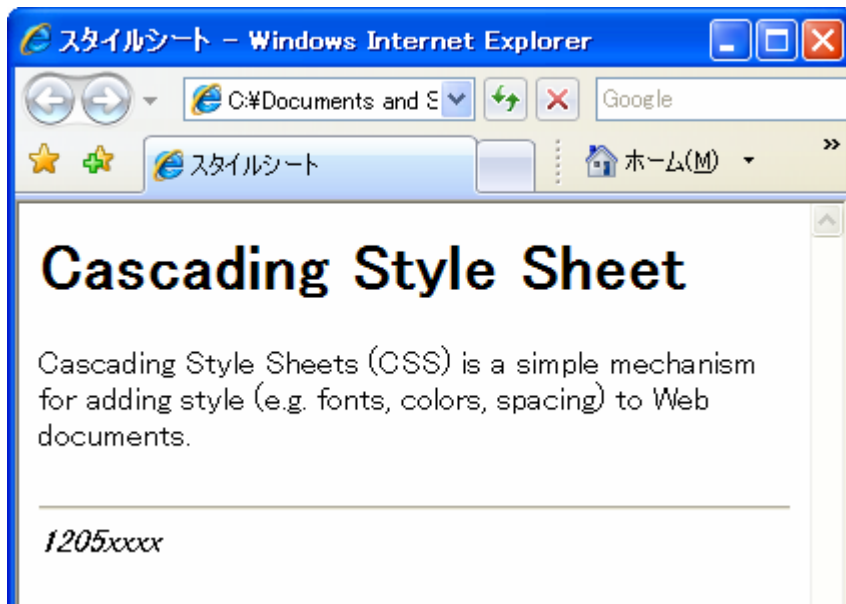 スタイルシート - Windows Internet Explorer
C:¥Documents and S
Google
スタイルシート
ホーム(M)
»
Cascading Style Sheet
Cascading Style Sheets (CSS) is a simple mechanism
for adding style (e.g. fonts, colors, spacing) to Web
documents.
1205xxxx